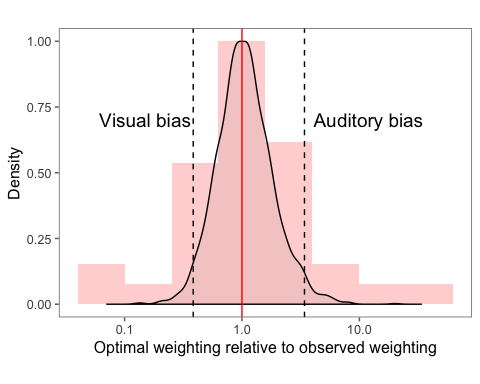 1.00
0.75
0.50
0.25
0.00
Density
Visual bias
Auditory bias
0.1
1.0
10.0
Optimal weighting relative to observed weighting